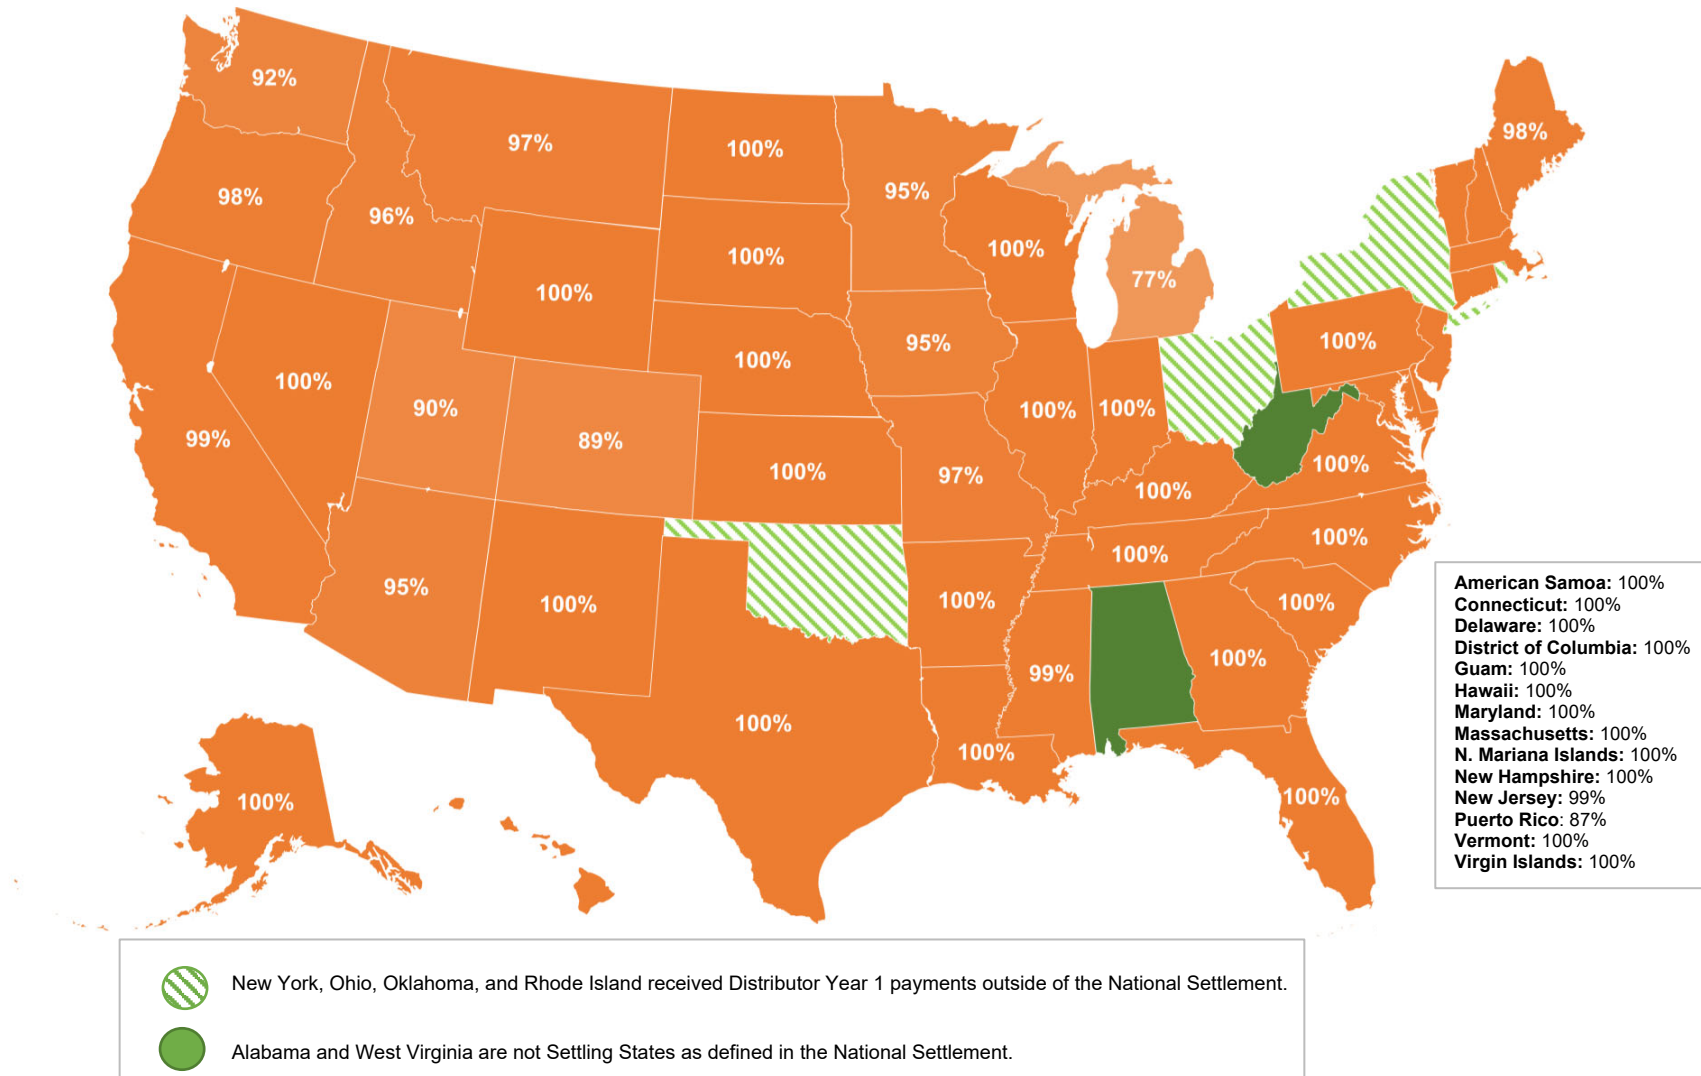 92%
98%
97%
100%
95%
98%
96%
100%
100%
100%
77%
100%
100%
95%
100%
100%
90%
99%
89%
100%
100%
100%
97%
100%
100%
100%
100%
95%
100%
100%
100%
100%
99%
100%
100%
100%
100%
100%
American Samoa: 100%
Connecticut: 100%
Delaware: 100%
District of Columbia: 100%
Guam: 100%
Hawaii: 100%
Maryland: 100%
Massachusetts: 100%
N. Mariana Islands: 100%
New Hampshire: 100%
New Jersey: 99%
Puerto Rico: 87%
Vermont: 100%
Virgin Islands: 100%
New York, Ohio, Oklahoma, and Rhode Island received Distributor Year 1 payments outside of the National Settlement.
Alabama and West Virginia are not Settling States as defined in the National Settlement.